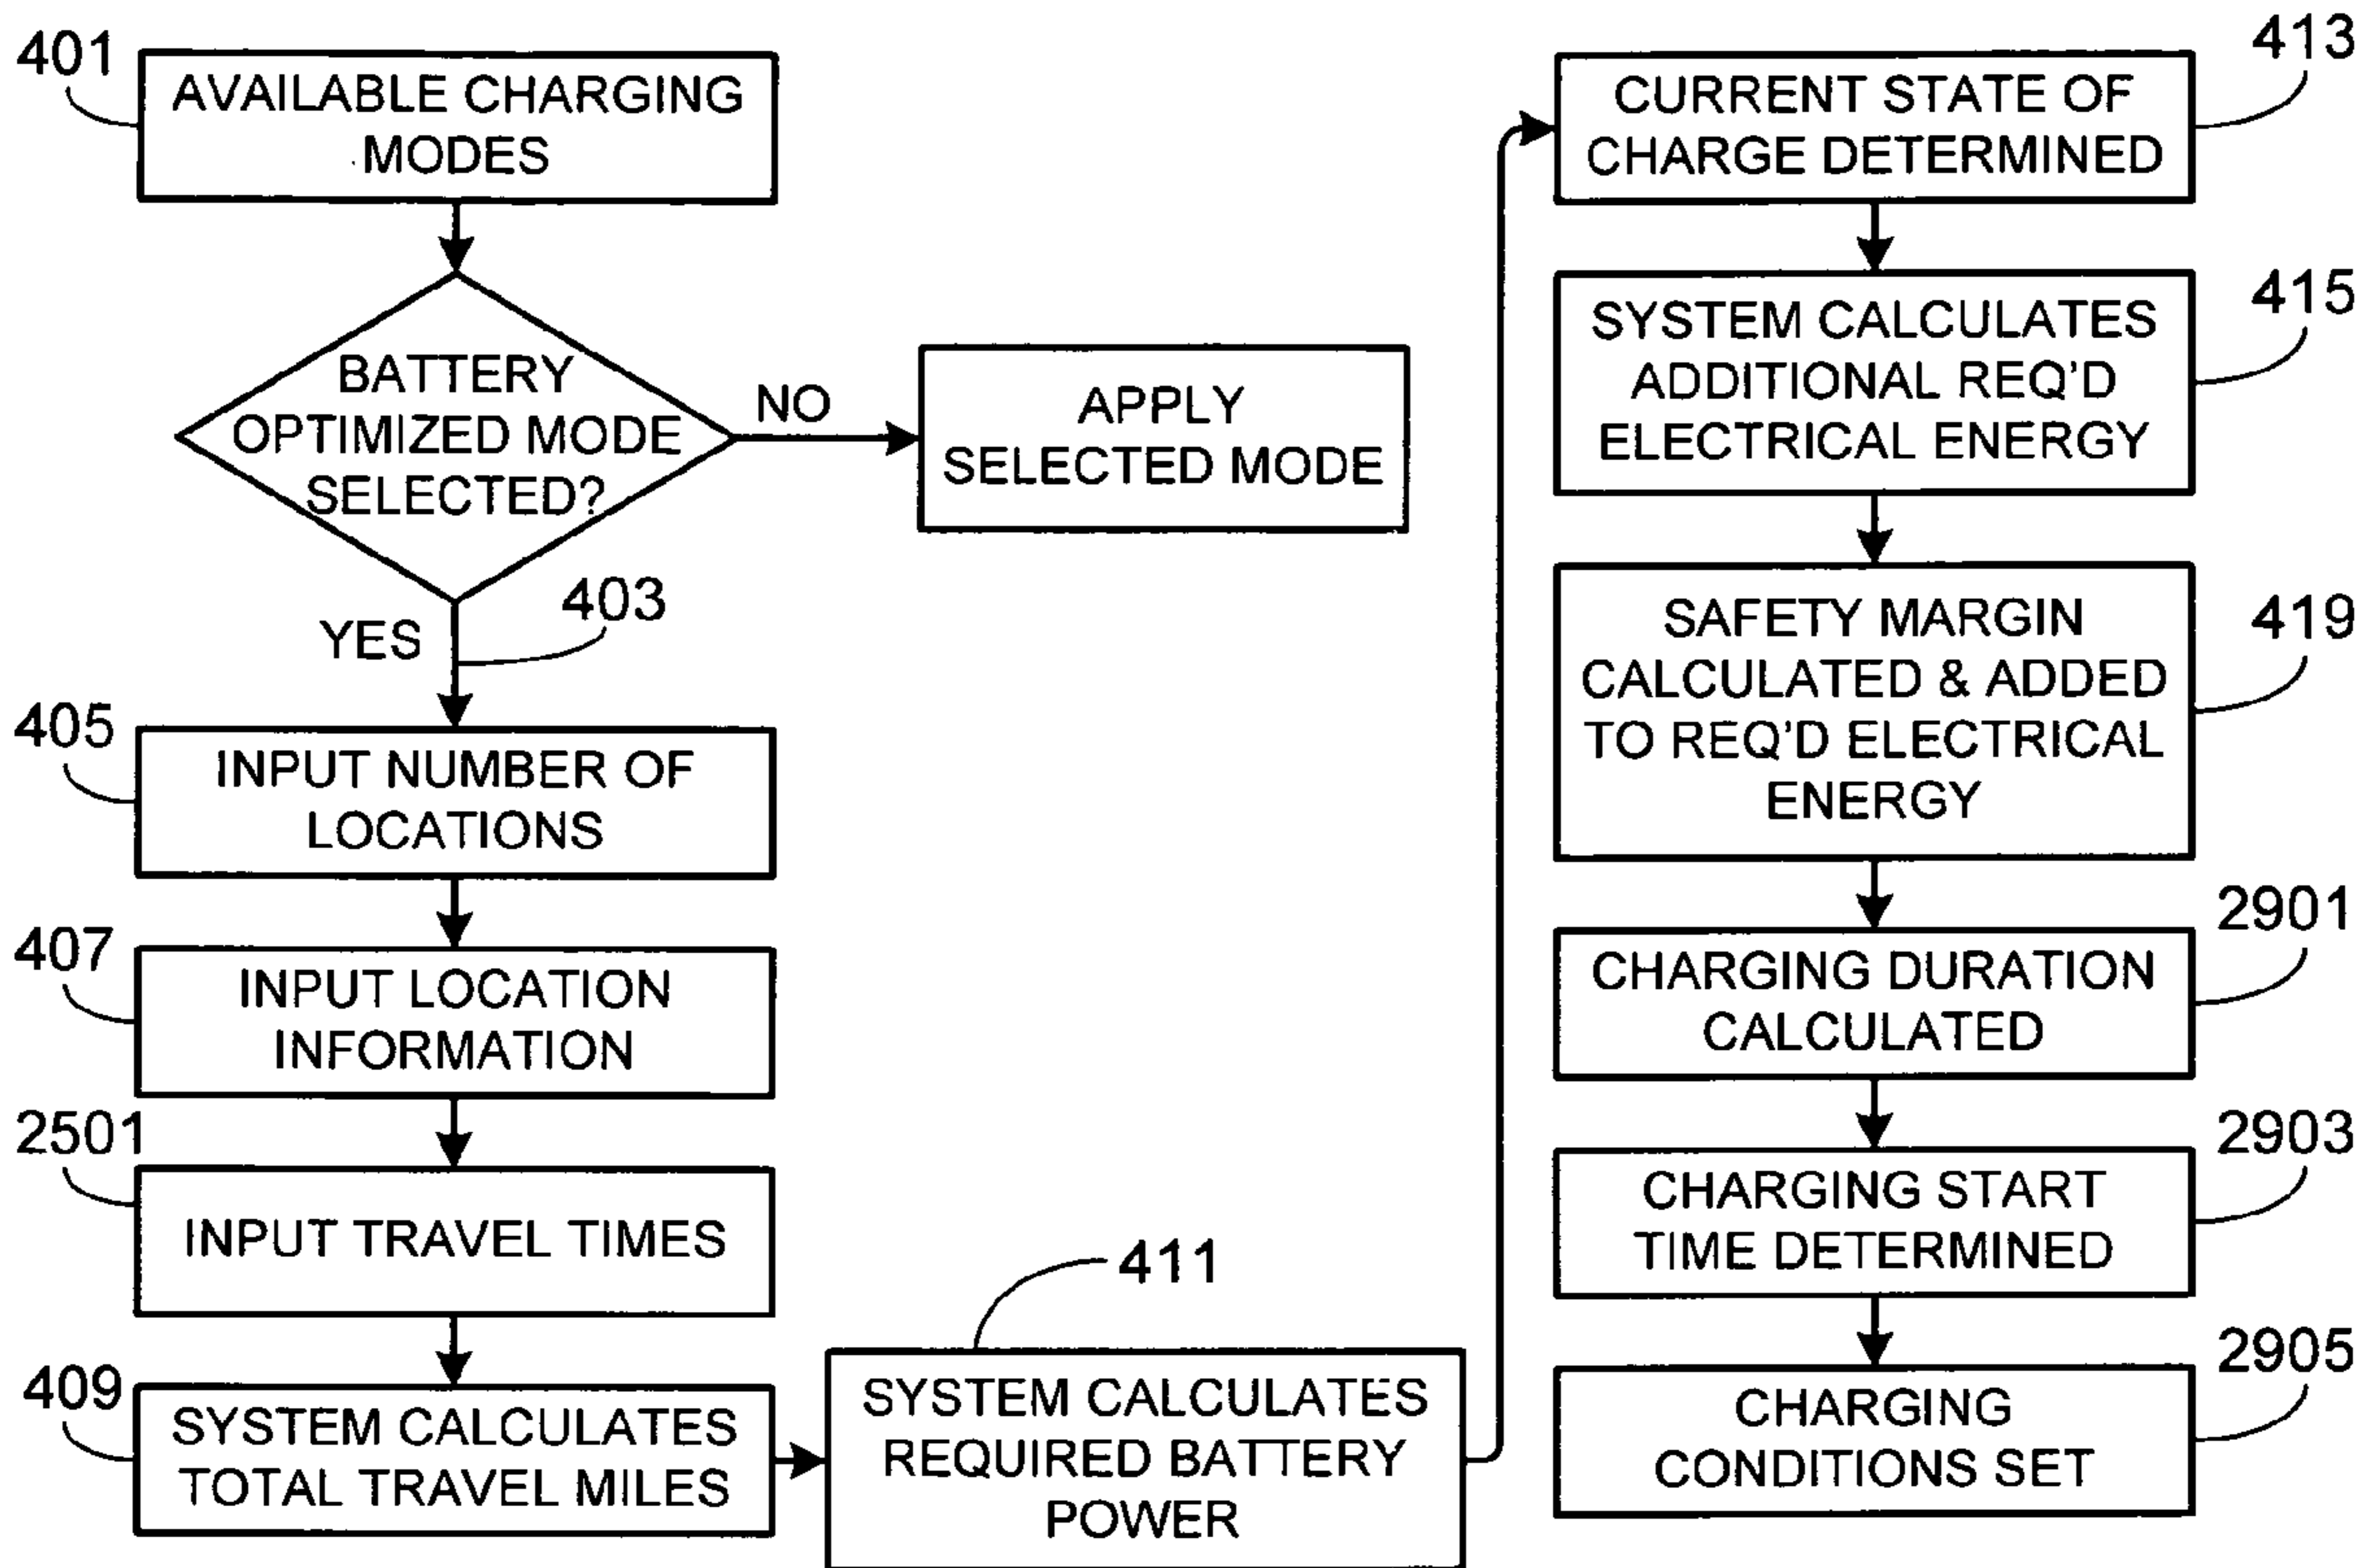 401
AVAILABLE CHARGING
MODES
BATTERY
OPTIMIZED MODE
SELECTED?
NO
APPLY
SELECTED MODE
YES
403
405
INPUT NUMBER OF
LOCATIONS
407
INPUT LOCATION
INFORMATION
2501
INPUT TRAVEL TIMES
409
SYSTEM CALCULATES
TOTAL TRAVEL MILES
411
SYSTEM CALCULATES
REQUIRED BATTERY
POWER
413
CURRENT STATE OF
CHARGE DETERMINED
415
SYSTEM CALCULATES
ADDITIONAL REQ'D
ELECTRICAL ENERGY
419
SAFETY MARGIN
CALCULATED & ADDED
TO REQ'D ELECTRICAL
ENERGY
2901
CHARGING DURATION
CALCULATED
2903
CHARGING START
TIME DETERMINED
2905
CHARGING
CONDITIONS SET